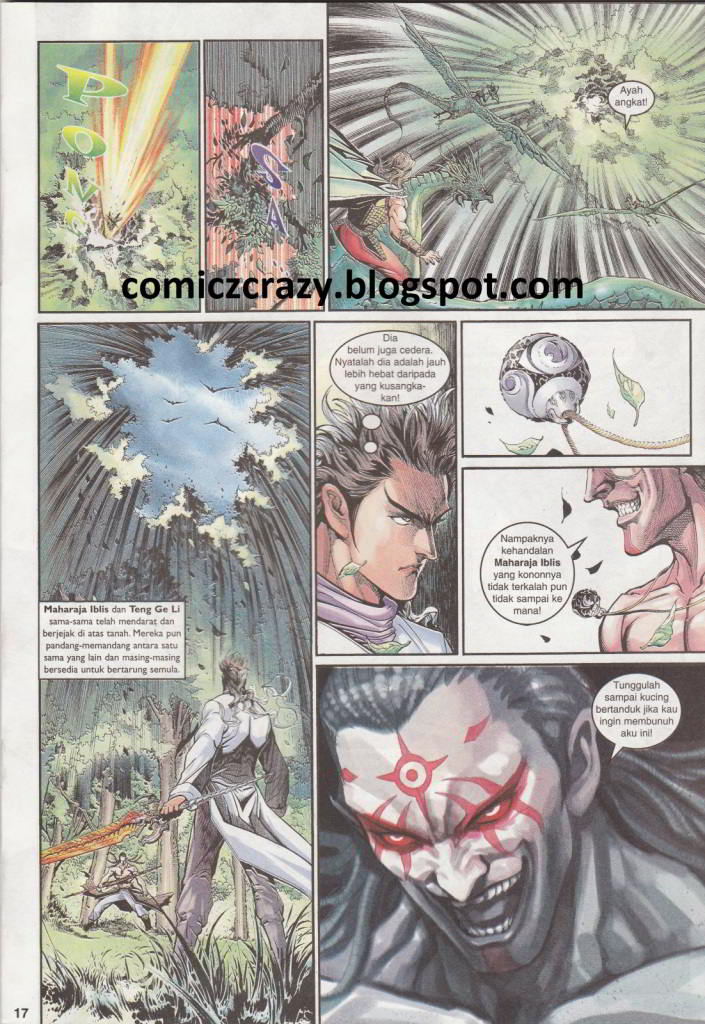 PONG
SA
Ayah
angkat!
comiczcrazy.blogspot.com
Maharaja Iblis dan Teng Ge Li
sama-sama telah mendarat dan
berjejak di atas tanah. Mereka pun
pandang-memandang antara satu
sama yang lain dan masing-masing
bersedia untuk bertarung semula.
Dia
belum juga cedera.
Nyatalah dia adalah jauh
lebih hebat daripada
yang kusangka-
kan!
Nampaknya
kehandalan
Maharaja Iblis
yang kononnya
tidak terkalah pun
tidak sampai ke
mana!
Tunggulah
sampai kucing
bertanduk jika kau
ingin membunuh
aku ini!
17